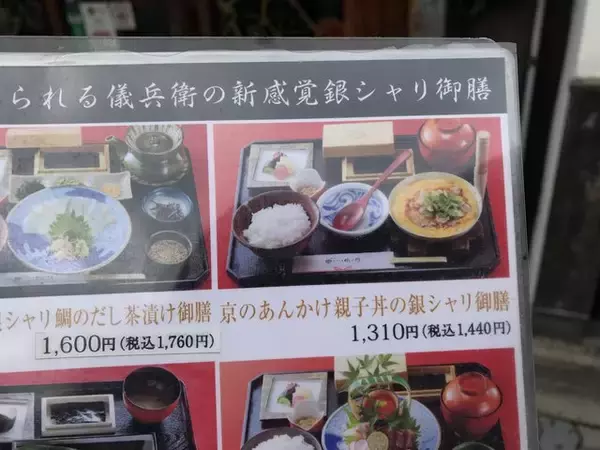 られる儀兵衛の新感覚銀シャリ御膳
シャリ鯛のだし茶漬け御膳
1,600円(税込1,760円)
京のあんかけ親子丼の銀シャリ御膳
1,310円(税込1,440円)